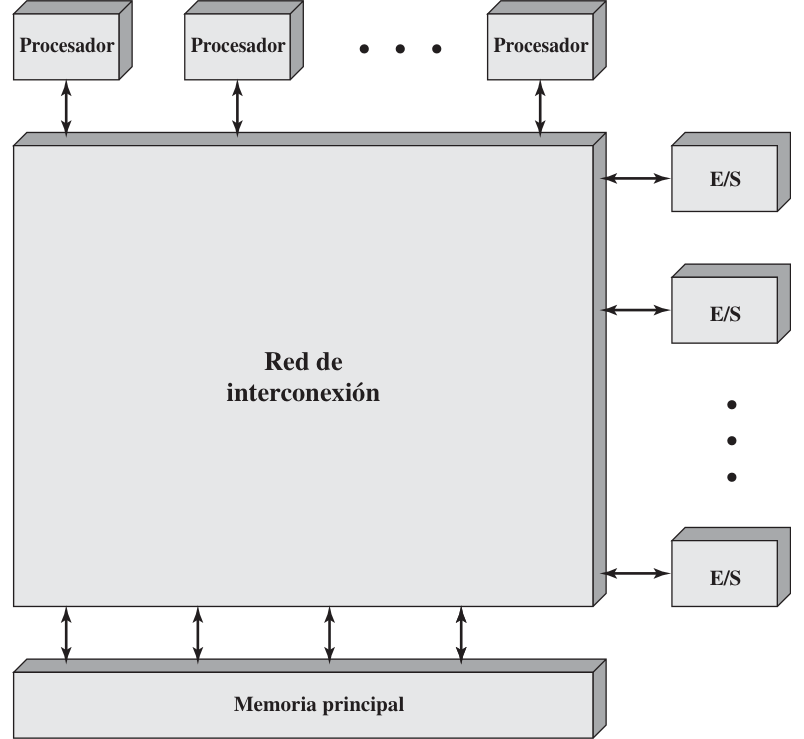 Procesador
Procesador
Procesador
E/S
E/S
Red de
interconexión
E/S
Memoria principal